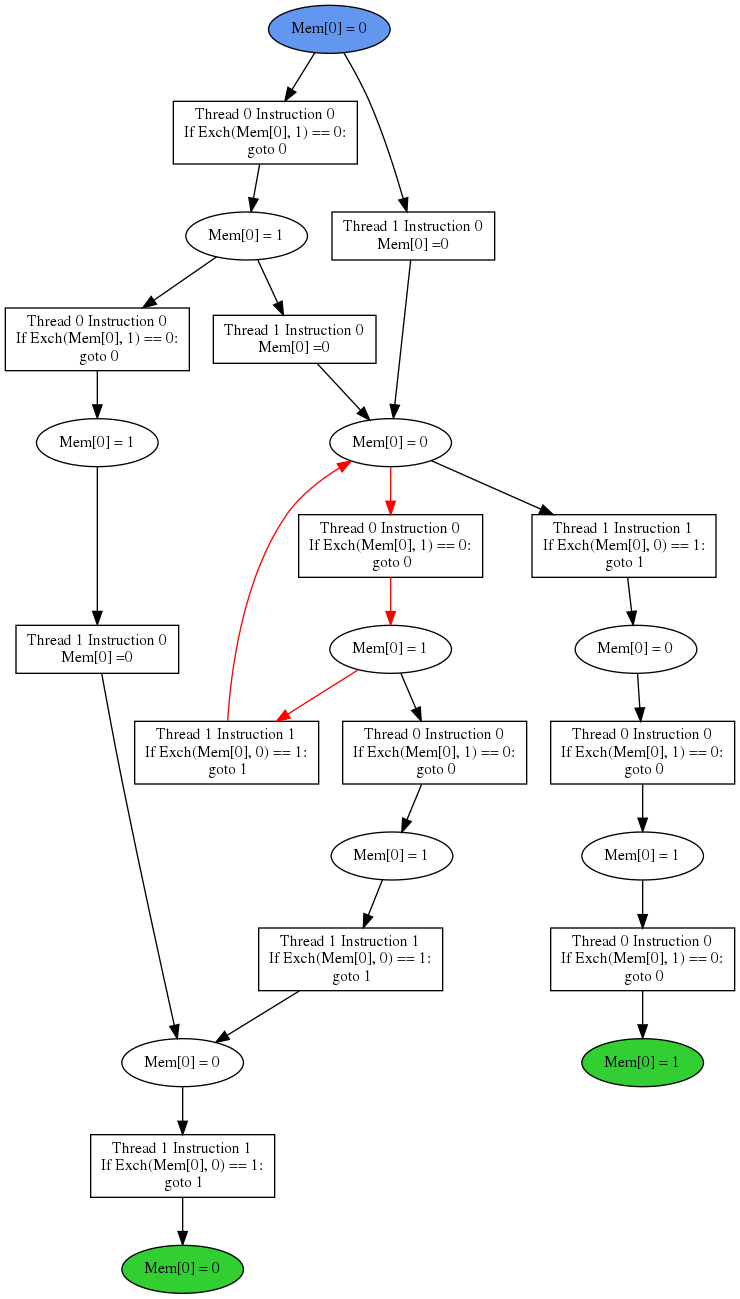 Mem[0] = 0
Thread 0 Instruction 0
If Exch(Mem[0], 1) == 0:
goto 0
Mem[0] = 1
Thread 1 Instruction 0
Mem[0] =0
Thread 0 Instruction 0
If Exch(Mem[0], 1) == 0:
goto 0
Thread 1 Instruction 0
Mem[0] =0
Mem[0] = 1
Mem[0] = 0
Thread 0 Instruction 0
If Exch(Mem[0], 1) == 0:
goto 0
Thread 1 Instruction 1
If Exch(Mem[0], 0) == 1:
goto 1
Thread 1 Instruction 0
Mem[0] =0
Mem[0] = 1
Mem[0] = 0
Thread 1 Instruction 1
If Exch(Mem[0], 0) == 1:
goto 1
Thread 0 Instruction 0
If Exch(Mem[0], 1) == 0:
goto 0
Thread 0 Instruction 0
If Exch(Mem[0], 1) == 0:
goto 0
Mem[0] = 1
Mem[0] = 1
Thread 1 Instruction 1
If Exch(Mem[0], 0) == 1:
goto 1
Thread 0 Instruction 0
If Exch(Mem[0], 1) == 0:
goto 0
Mem[0] = 0
Mem[0] = 1
Thread 1 Instruction 1
If Exch(Mem[0], 0) == 1:
goto 1
Mem[0] = 0